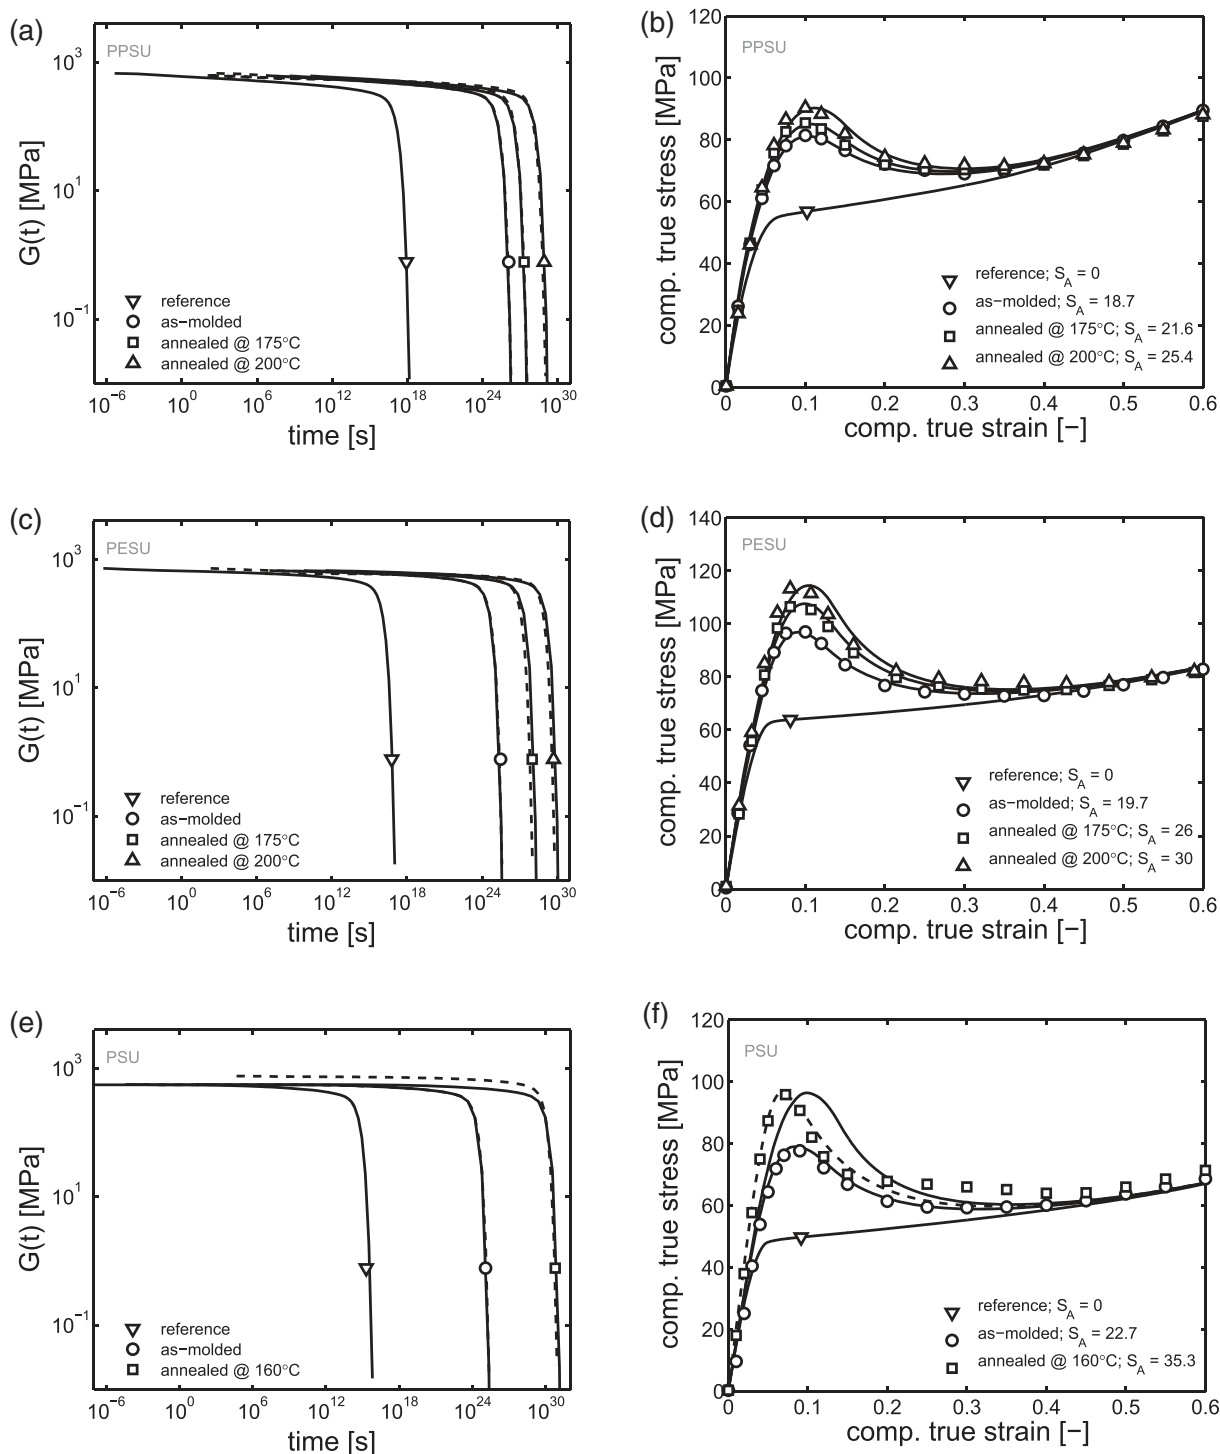 (a)
PPSU
G(t) [MPa]
10^3
10^1
10^−1
reference
as−molded
annealed @ 175°C
annealed @ 200°C
10^−6 10^0 10^6 10^12 10^18 10^24 10^30
time [s]
(b)
PPSU
comp. true stress [MPa]
120
100
80
60
40
20
0
reference; S_A = 0
as−molded; S_A = 18.7
annealed @ 175°C; S_A = 21.6
annealed @ 200°C; S_A = 25.4
0 0.1 0.2 0.3 0.4 0.5 0.6
comp. true strain [−]
(c)
PESU
G(t) [MPa]
10^3
10^1
10^−1
reference
as−molded
annealed @ 175°C
annealed @ 200°C
10^−6 10^0 10^6 10^12 10^18 10^24 10^30
time [s]
(d)
PESU
comp. true stress [MPa]
140
120
100
80
60
40
20
0
reference; S_A = 0
as−molded; S_A = 19.7
annealed @ 175°C; S_A = 26
annealed @ 200°C; S_A = 30
0 0.1 0.2 0.3 0.4 0.5 0.6
comp. true strain [−]
(e)
PSU
G(t) [MPa]
10^3
10^1
10^−1
reference
as−molded
annealed @ 160°C
10^−6 10^0 10^6 10^12 10^18 10^24 10^30
time [s]
(f)
PSU
comp. true stress [MPa]
120
100
80
60
40
20
0
reference; S_A = 0
as−molded; S_A = 22.7
annealed @ 160°C; S_A = 35.3
0 0.1 0.2 0.3 0.4 0.5 0.6
comp. true strain [−]